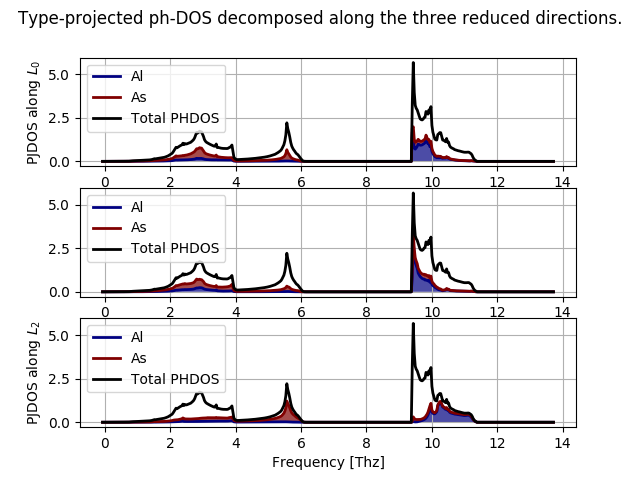 Type-projected ph-DOS decomposed along the three reduced directions.
PJDOS along L0
5.0
2.5
0.0
Al
As
Total PHDOS
0 2 4 6 8 10 12 14
5.0
2.5
0.0
Al
As
Total PHDOS
0 2 4 6 8 10 12 14
PJDOS along L2
5.0
2.5
0.0
Al
As
Total PHDOS
0 2 4 6 8 10 12 14
Frequency [Thz]